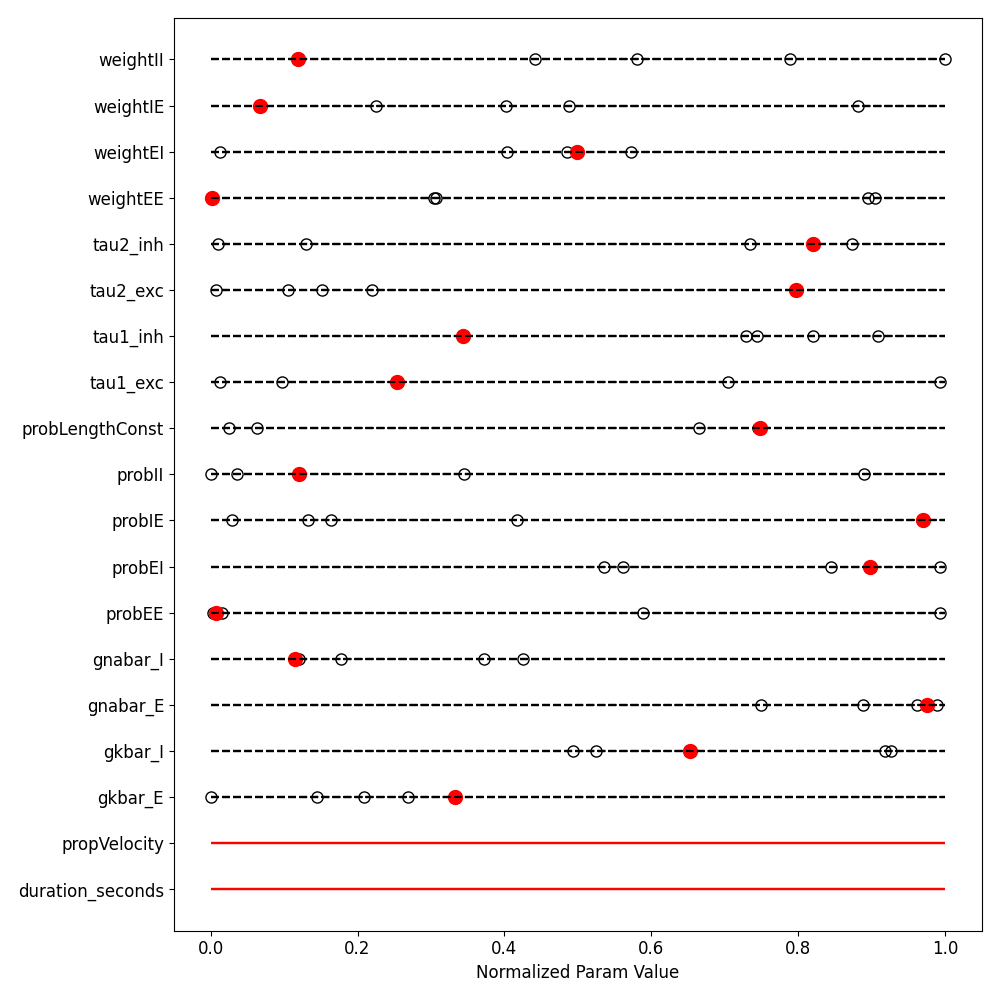 weightII
weightIE
weightEI
weightEE
tau2_inh
tau2_exc
tau1_inh
tau1_exc
probLengthConst
probII
probIE
probEI
probEE
gnabar_I
gnabar_E
gkbar_I
gkbar_E
propVelocity
duration_seconds
0.0 0.2 0.4 0.6 0.8 1.0
Normalized Param Value